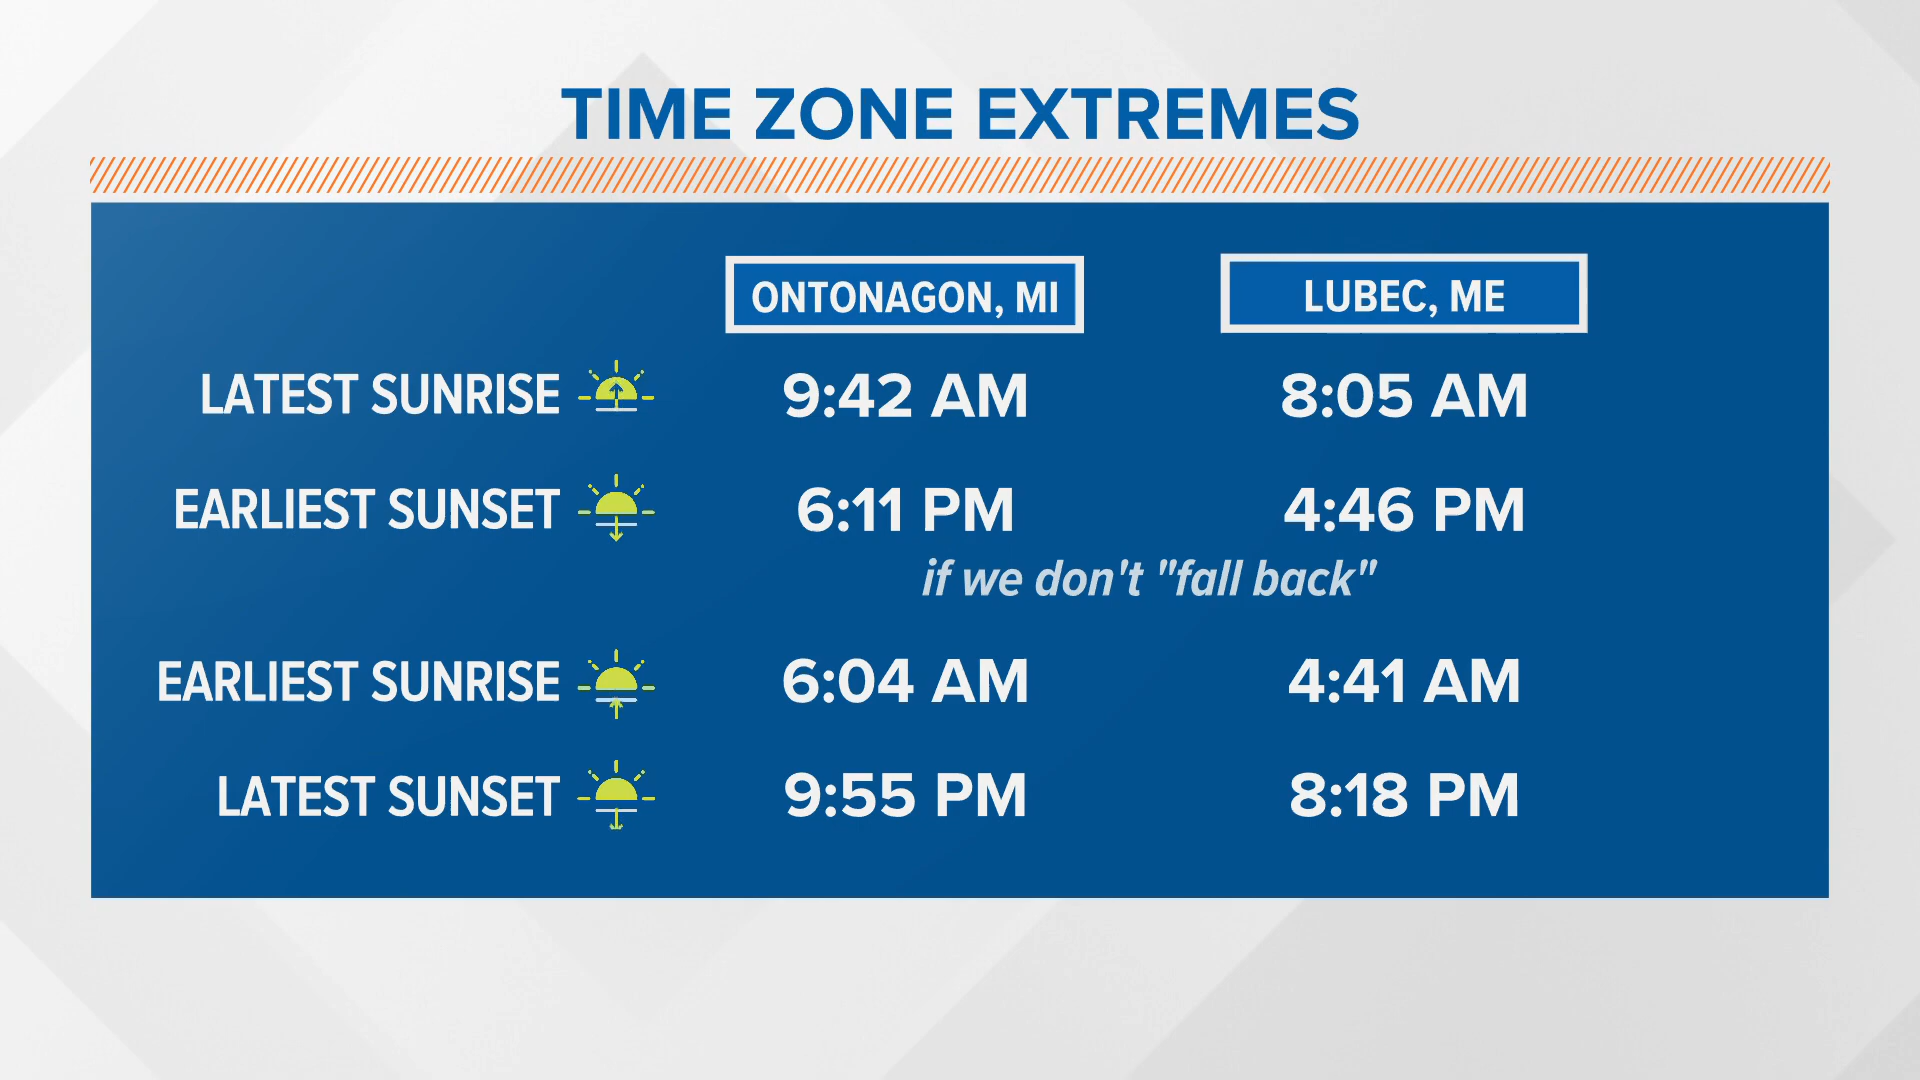 TIME ZONE EXTREMES
ONTONAGON, MI LUBEC, ME
LATEST SUNRISE 9:42 AM 8:05 AM
EARLIEST SUNSET 6:11 PM 4:46 PM
if we don't "fall back"
EARLIEST SUNRISE 6:04 AM 4:41 AM
LATEST SUNSET 9:55 PM 8:18 PM